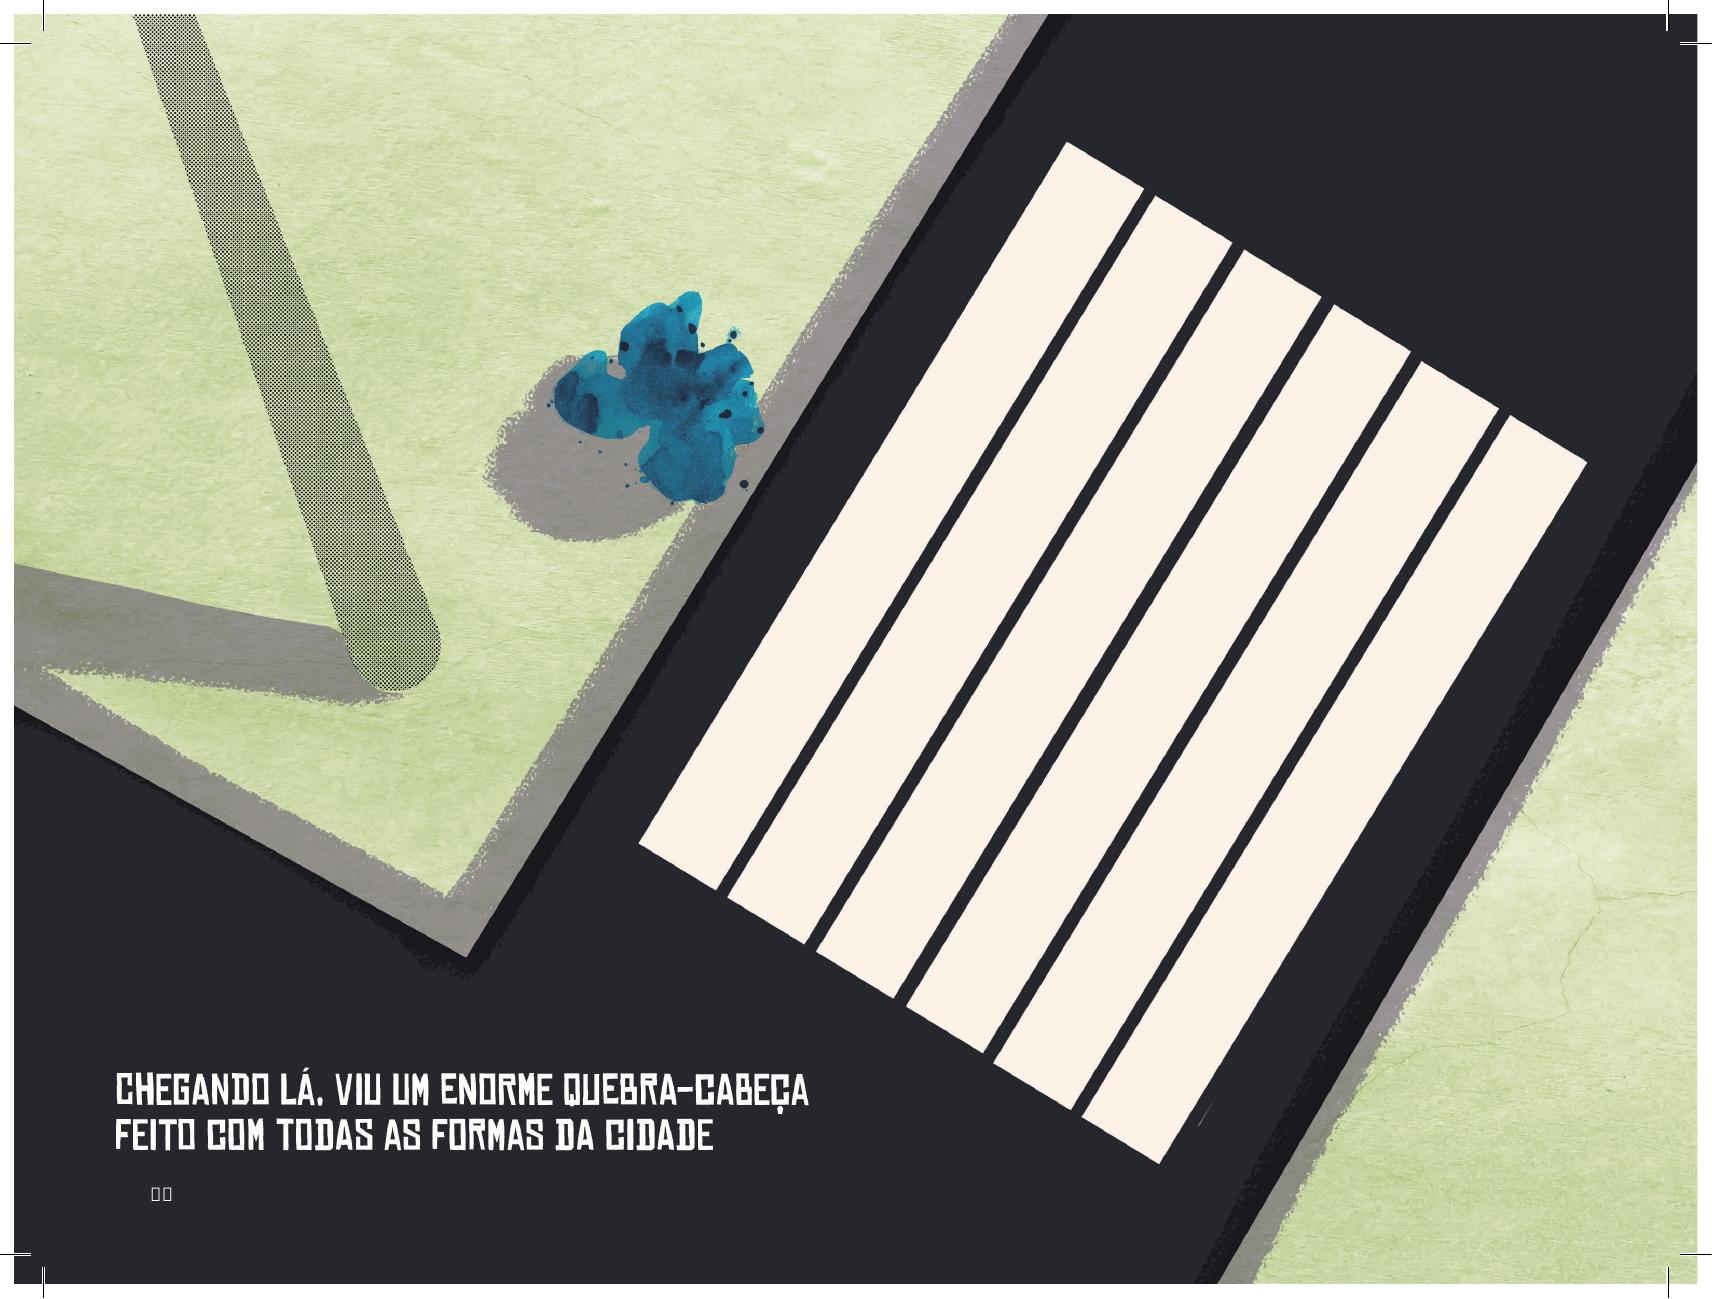 CHEGANDO LÁ, VIU UM ENORME QUEBRA-CABEÇA
FEITO COM TODAS AS FORMAS DA CIDADE